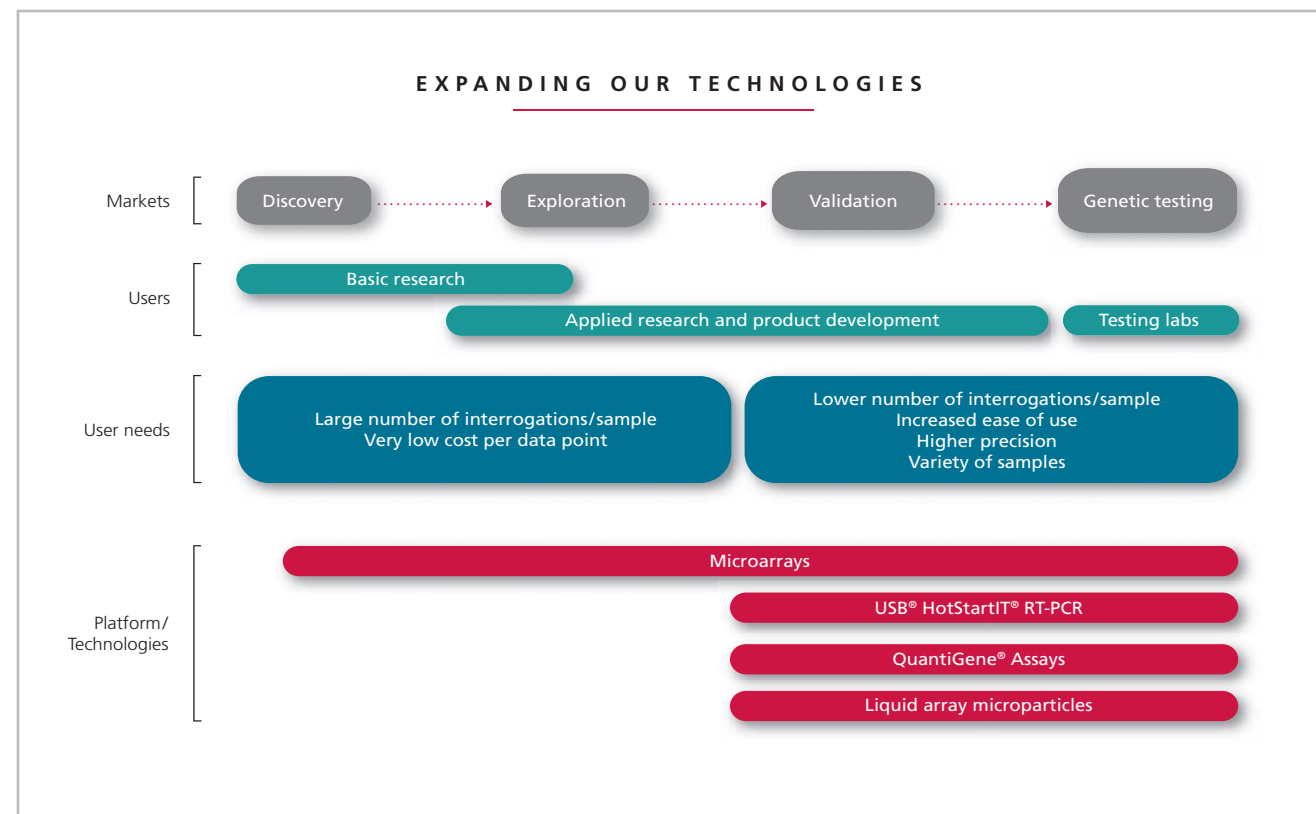 EXPANDING OUR TECHNOLOGIES
Markets
Discovery
Exploration
Validation
Genetic testing
Users
Basic research
Applied research and product development
Testing labs
User needs
Large number of interrogations/sample
Very low cost per data point
Lower number of interrogations/sample
Increased ease of use
Higher precision
Variety of samples
Platform/
Technologies
Microarrays
USB® HotStartIT® RT-PCR
QuantiGene® Assays
Liquid array microparticles